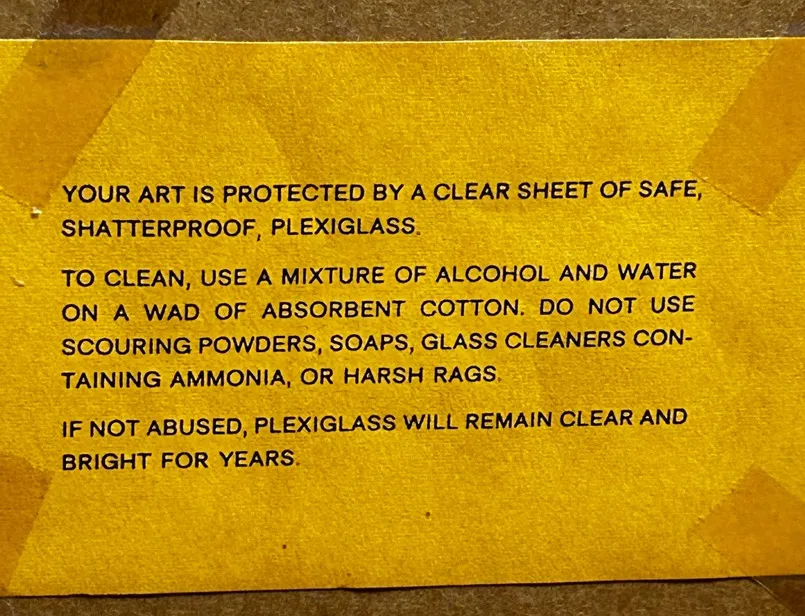 YOUR ART IS PROTECTED BY A CLEAR SHEET OF SAFE,
SHATTERPROOF, PLEXIGLASS.
TO CLEAN, USE A MIXTURE OF ALCOHOL AND WATER
ON A WAD OF ABSORBENT COTTON. DO NOT USE
SCOURING POWDERS, SOAPS, GLASS CLEANERS CON-
TAINING AMMONIA, OR HARSH RAGS.
IF NOT ABUSED, PLEXIGLASS WILL REMAIN CLEAR AND
BRIGHT FOR YEARS.